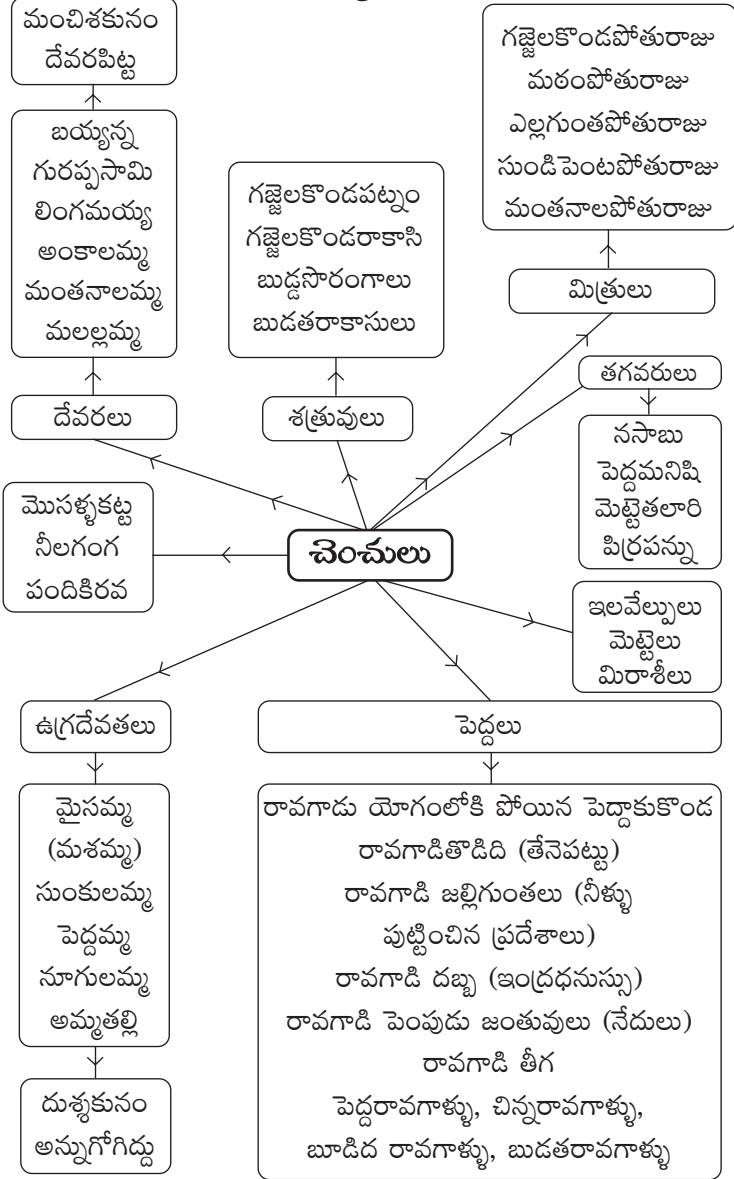 మంచిశకునం
దేవరపిట్ట
బయ్యన్న
గురప్పసామి
లింగమయ్య
అంకాలమ్మ
మంతనాలమ్మ
మలల్లమ్మ
దేవరలు
గజ్జెలకొండపట్నం
గజ్జెలకొండరాకాసి
బుడ్డసొరంగాలు
బుడతరాకాసులు
శత్రువులు
గజ్జెలకొండపోతురాజు
మఠంపోతురాజు
ఎల్లగుంతపోతురాజు
సుండిపెంటపోతురాజు
మంతనాలపోతురాజు
మిత్రులు
తగవరులు
నసాబు
పెద్దమనిషి
మెట్టెతలారి
పిర్రపన్ను
మొసళ్ళకట్ట
నీలగంగ
పందికిరవ
చెంచులు
ఇలవేల్పులు
మెట్టెలు
మిరాశీలు
ఉగ్రదేవతలు
మైసమ్మ
(మశమ్మ)
సుంకులమ్మ
పెద్దమ్మ
నూగులమ్మ
అమ్మతల్లి
దుశ్శకునం
అన్నుగోగిద్దు
పెద్దలు
రావగాడు యోగంలోకి పోయిన పెద్దాకుకొండ
రావగాడితొడిది (తేనెపట్టు)
రావగాడి జల్లిగుంతలు (నీళ్ళు
పుట్టించిన ప్రదేశాలు)
రావగాడి దబ్బ (ఇంద్రధనుస్సు)
రావగాడి పెంపుడు జంతువులు (నేదులు)
రావగాడి తీగ
పెద్దరావగాళ్ళు, చిన్నరావగాళ్ళు,
బూడిద రావగాళ్ళు, బుడతరావగాళ్ళు